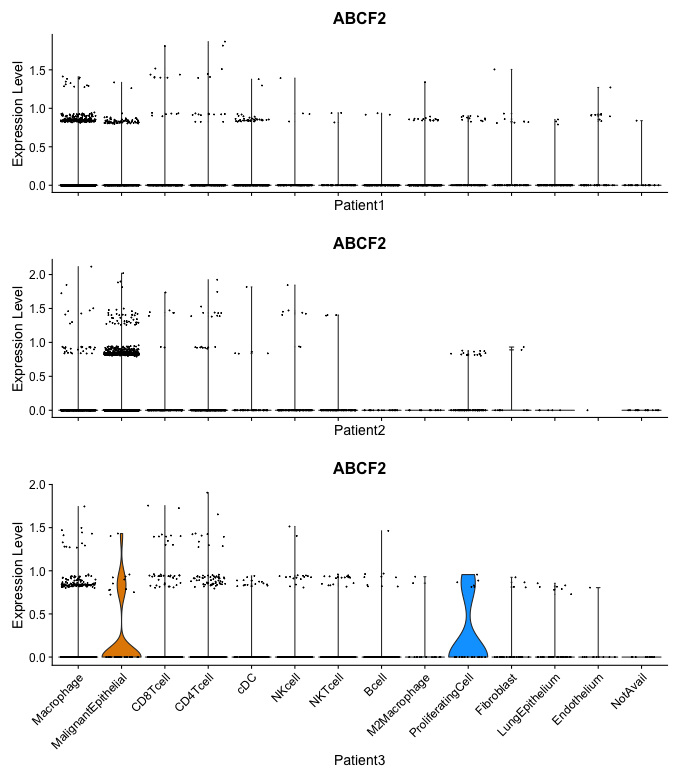 ABCF2
Expression Level
1.5
1.0
0.5
0.0
Patient1
ABCF2
Expression Level
2.0
1.5
1.0
0.5
0.0
Patient2
ABCF2
Expression Level
2.0
1.5
1.0
0.5
0.0
Macrophage
MalignantEpithelial
CD8Tcell
CD4Tcell
cDC
NKcell
NKTcell
Bcell
M2Macrophage
ProliferatingCell
Fibroblast
LungEpithelium
Endothelium
NotAvail
Patient3